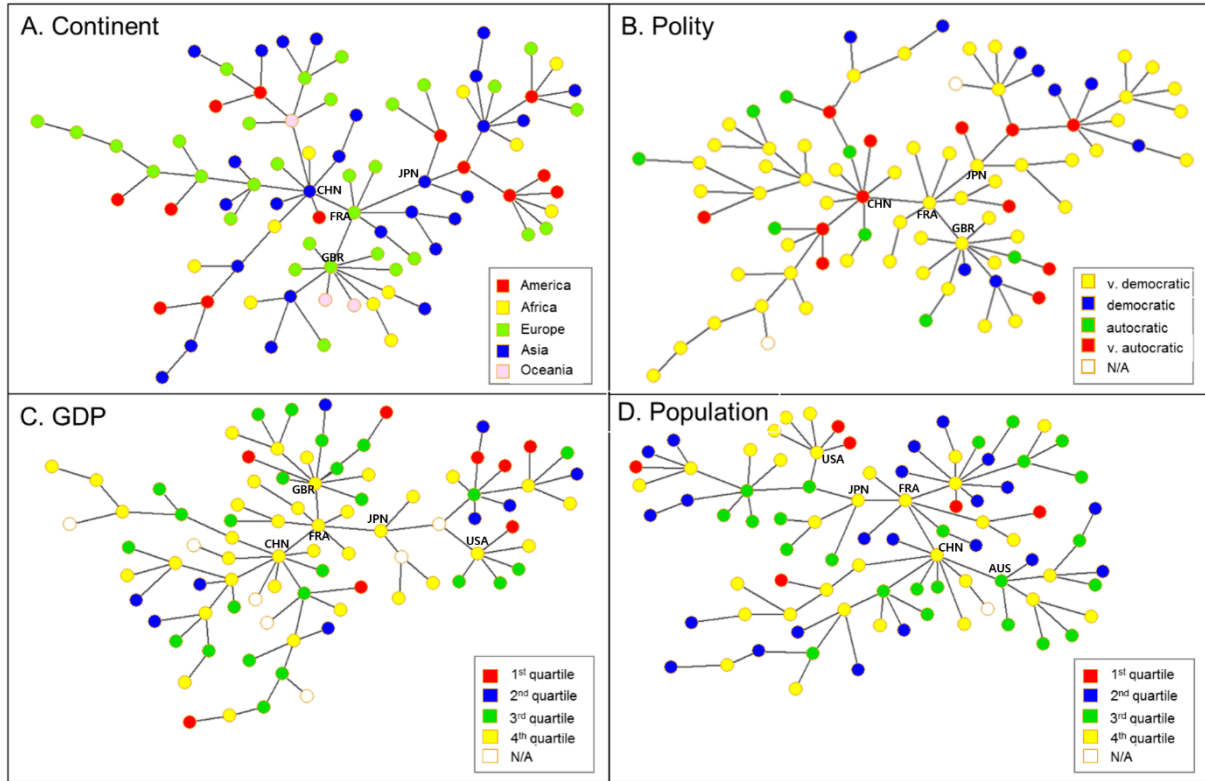 A. Continent
JPN
CHN
FRA
GBR
America
Africa
Europe
Asia
Oceania
B. Polity
JPN
CHN
FRA
GBR
v. democratic
democratic
autocratic
v. autocratic
N/A
C. GDP
GBR
JPN
FRA
CHN
USA
1st quartile
2nd quartile
3rd quartile
4th quartile
N/A
D. Population
USA
JPN
FRA
CHN
AUS
1st quartile
2nd quartile
3rd quartile
4th quartile
N/A